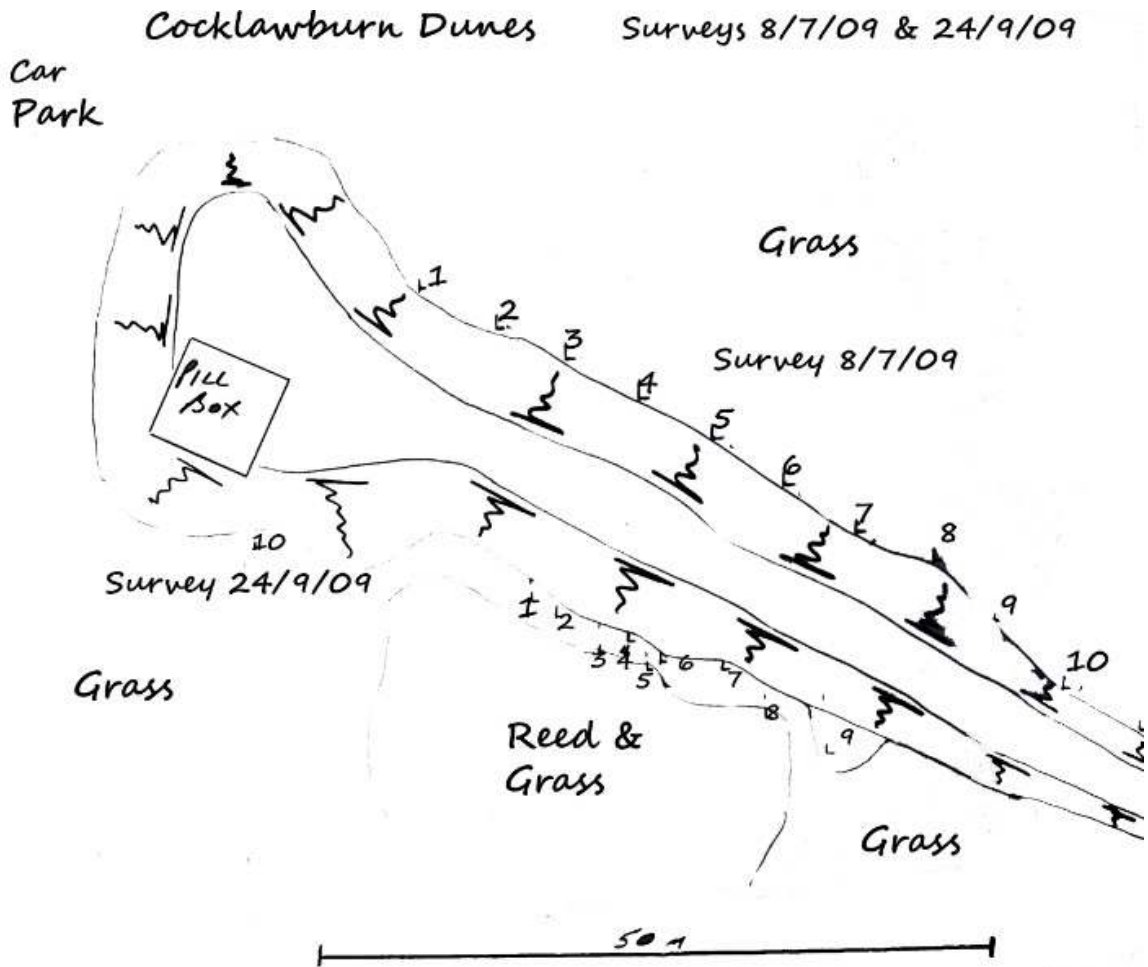 Cocklawburn Dunes Surveys 8/7/09 & 24/9/09
Car
Park
Grass
1
2
3
4
5
6
7
8
9
10
Survey 8/7/09
PILL
BOX
10
Survey 24/9/09
1
2
3
4
5
6
7
8
9
Grass
Reed &
Grass
Grass
50 m